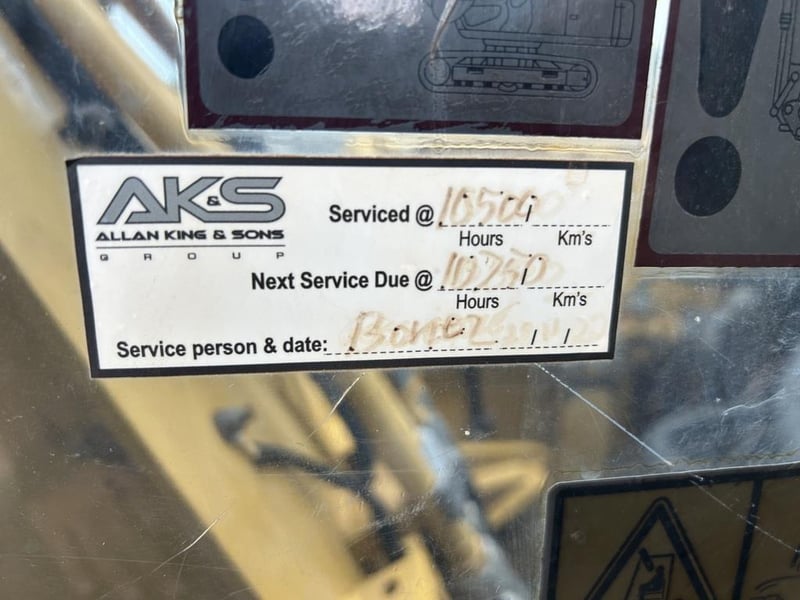 AK&S
ALLAN KING & SONS
GROUP
Serviced @ 10500 /
Hours Km's
Next Service Due @ 10750 /
Hours Km's
Service person & date: / /